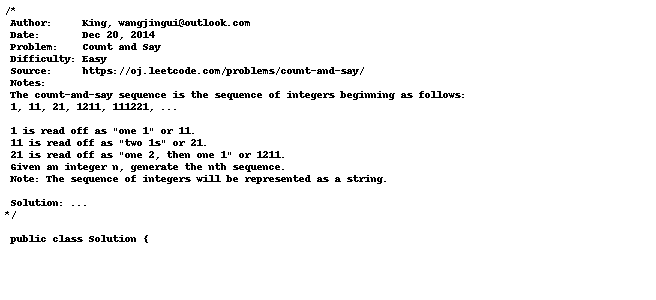 /*
Author: King, wangjingui@outlook.com
Date: Dec 20, 2014
Problem: Count and Say
Difficulty: Easy
Source: https://oj.leetcode.com/problems/count-and-say/
Notes:
The count-and-say sequence is the sequence of integers beginning as follows:
1, 11, 21, 1211, 111221, ...
1 is read off as "one 1" or 11.
11 is read off as "two 1s" or 21.
21 is read off as "one 2, then one 1" or 1211.
Given an integer n, generate the nth sequence.
Note: The sequence of integers will be represented as a string.
Solution: ...
*/
public class Solution {